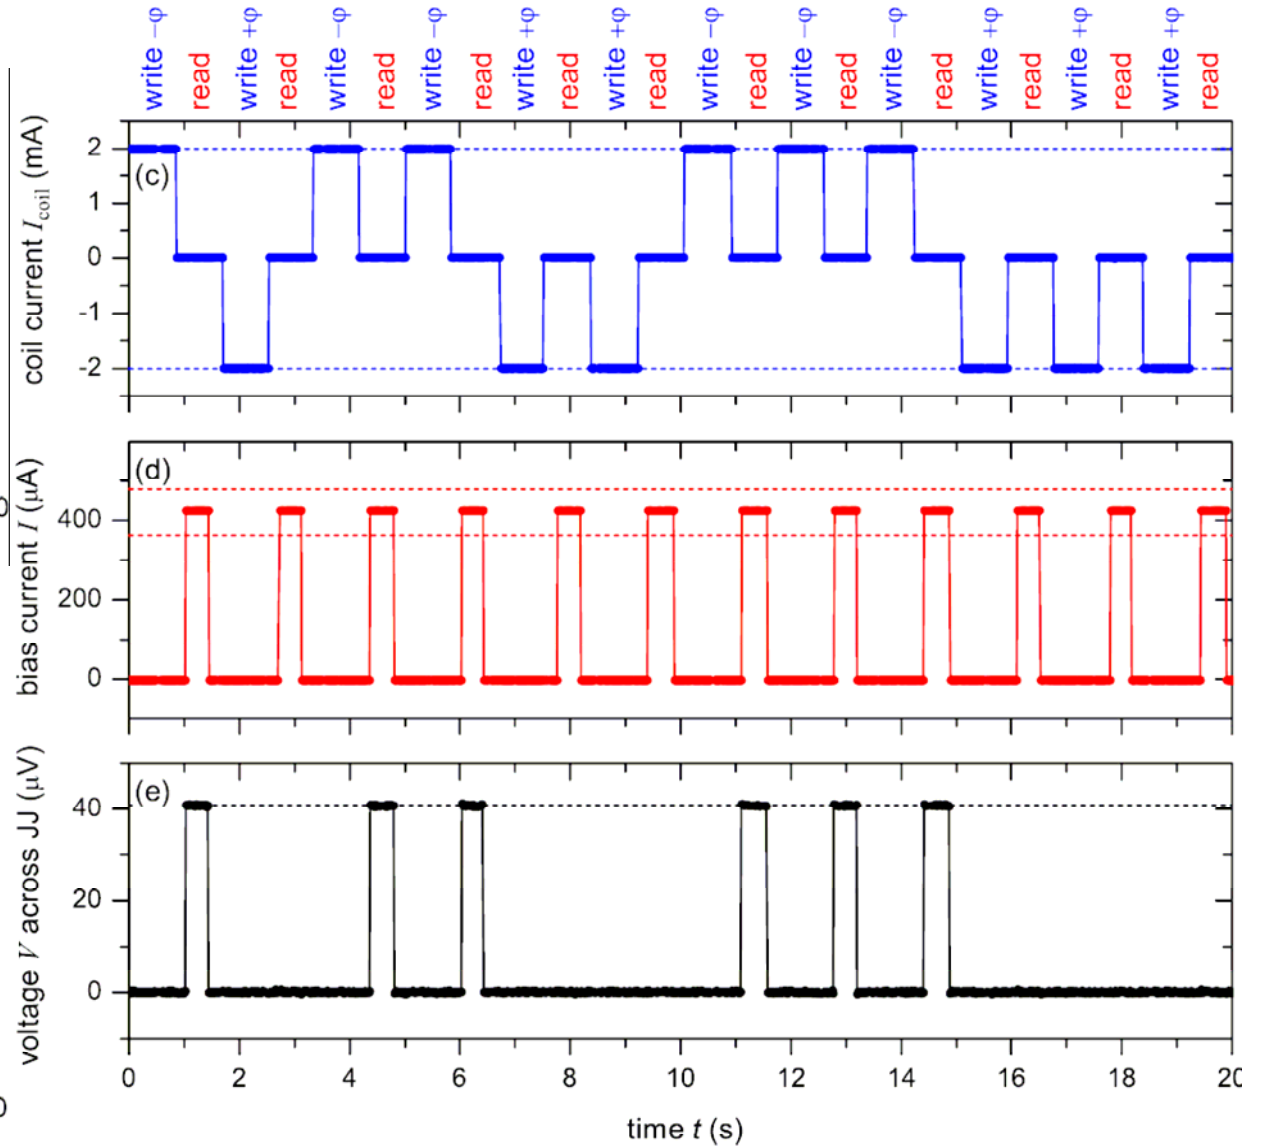 write −φ read write +φ read write −φ read write −φ read write +φ read write +φ read write −φ read write −φ read write −φ read write +φ read write +φ read write +φ read
(c)
coil current I_coil (mA)
2
1
0
-1
-2
(d)
bias current I (μA)
400
200
0
(e)
voltage V across JJ (μV)
40
20
0
0 2 4 6 8 10 12 14 16 18 20
time t (s)